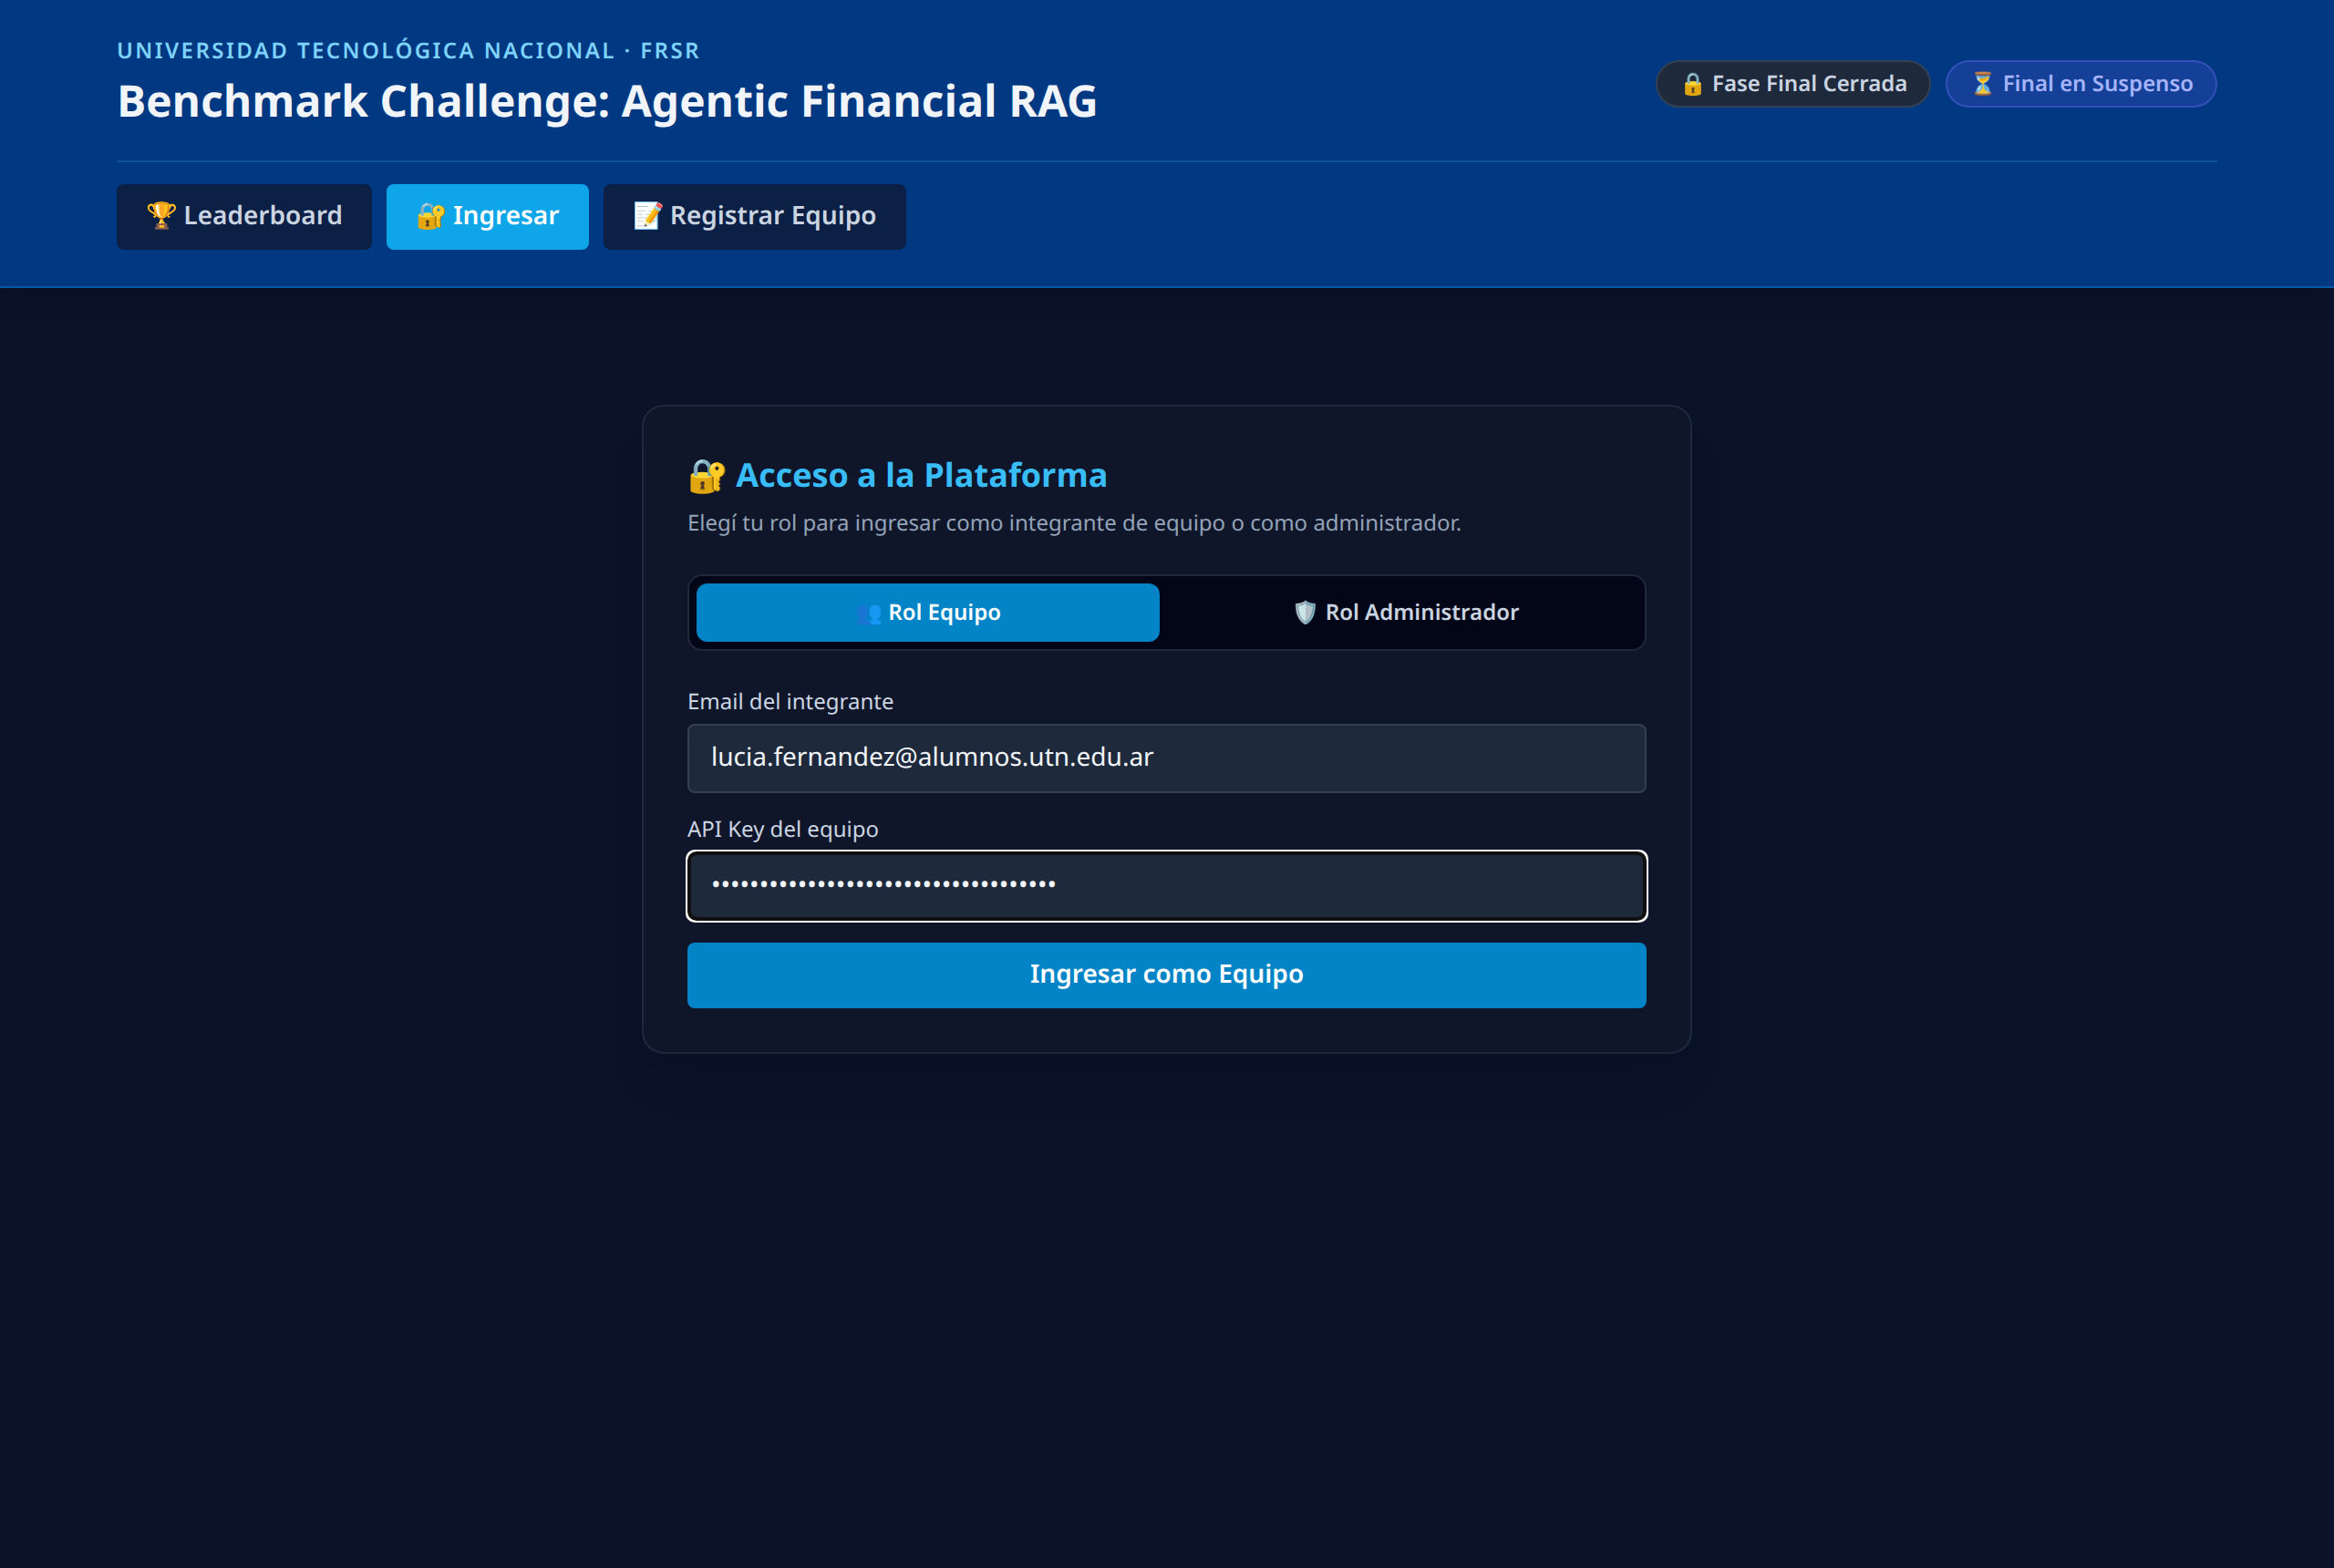 UNIVERSIDAD TECNOLÓGICA NACIONAL · FRSR
Benchmark Challenge: Agentic Financial RAG
🔒 Fase Final Cerrada
⏳ Final en Suspenso
🏆 Leaderboard
🔐 Ingresar
📝 Registrar Equipo
🔐 Acceso a la Plataforma
Elegí tu rol para ingresar como integrante de equipo o como administrador.
👥 Rol Equipo
🛡️ Rol Administrador
Email del integrante
lucia.fernandez@alumnos.utn.edu.ar
API Key del equipo
••••••••••••••••••••••••••••••••••••
Ingresar como Equipo